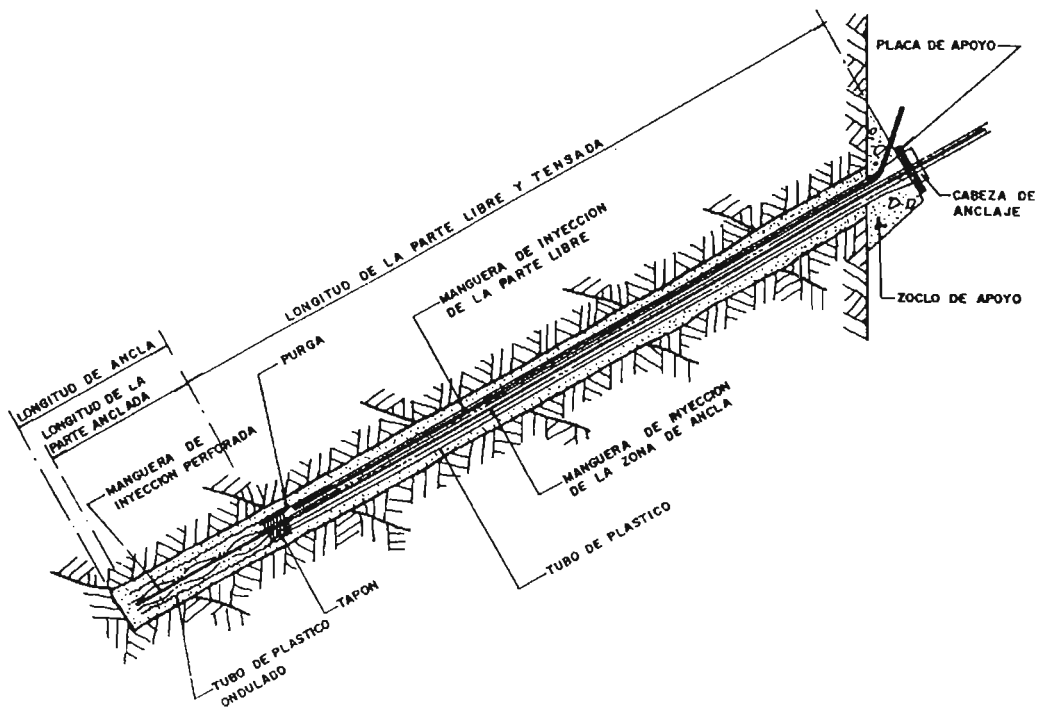 PLACA DE APOYO
CABEZA DE
ANCLAJE
ZOCLO DE APOYO
LONGITUD DE LA PARTE LIBRE Y TENSADA
MANGUERA DE INYECCION
DE LA PARTE LIBRE
PURGA
LONGITUD DE ANCLA
LONGITUD DE LA
PARTE ANCLADA
MANGUERA DE
INYECCION PERFORADA
MANGUERA DE INYECCION
DE LA ZONA DE ANCLA
TUBO DE PLASTICO
TAPON
TUBO DE PLASTICO
ONDULADO